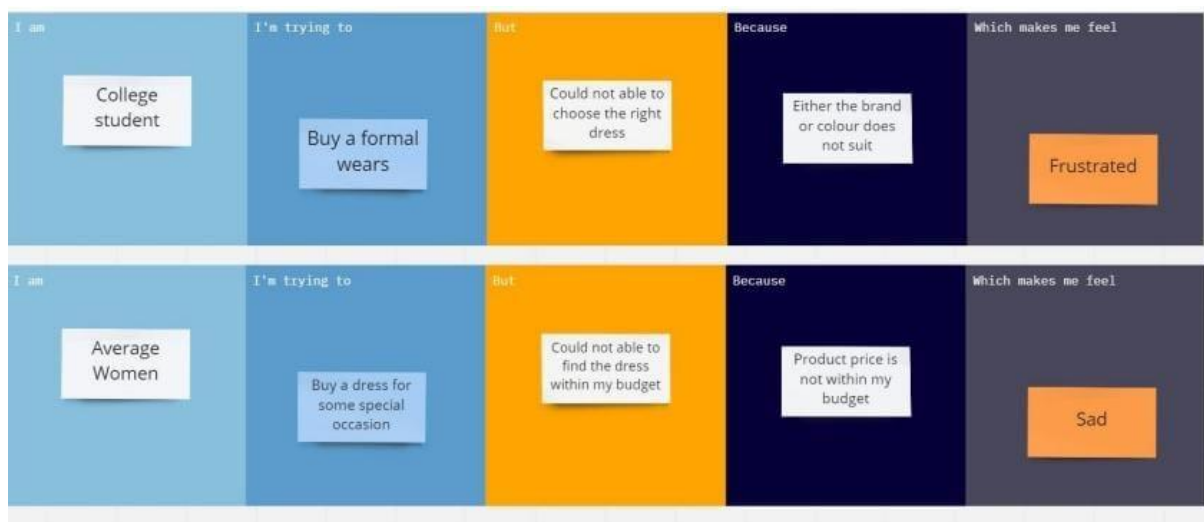 I am
I'm trying to
But
Because
Which makes me feel
College
student
Buy a formal
wears
Could not able to
choose the right
dress
Either the brand
or colour does
not suit
Frustrated
I am
I'm trying to
But
Because
Which makes me feel
Average
Women
Buy a dress for
some special
occasion
Could not able to
find the dress
within my budget
Product price is
not within my
budget
Sad